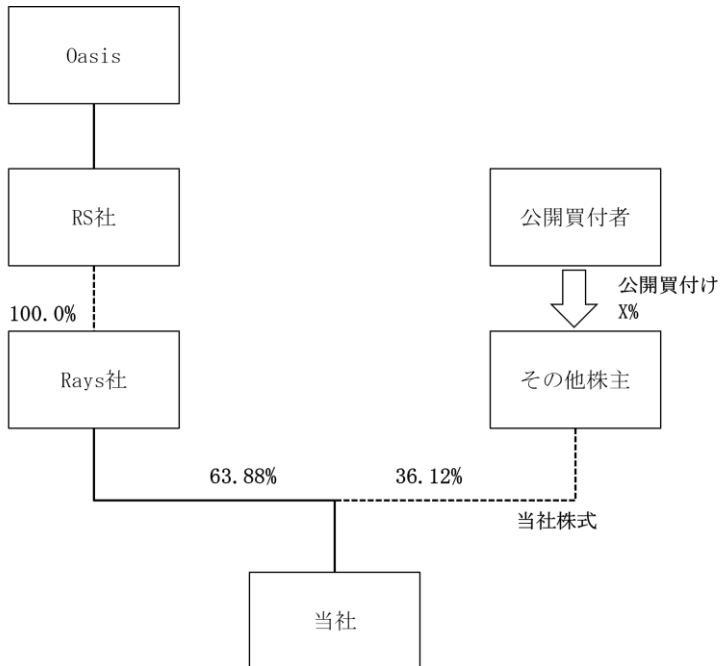 Oasis
RS社
公開買付者
公開買付け
X%
100.0%
Rays社
その他株主
63.88%
36.12%
当社株式
当社